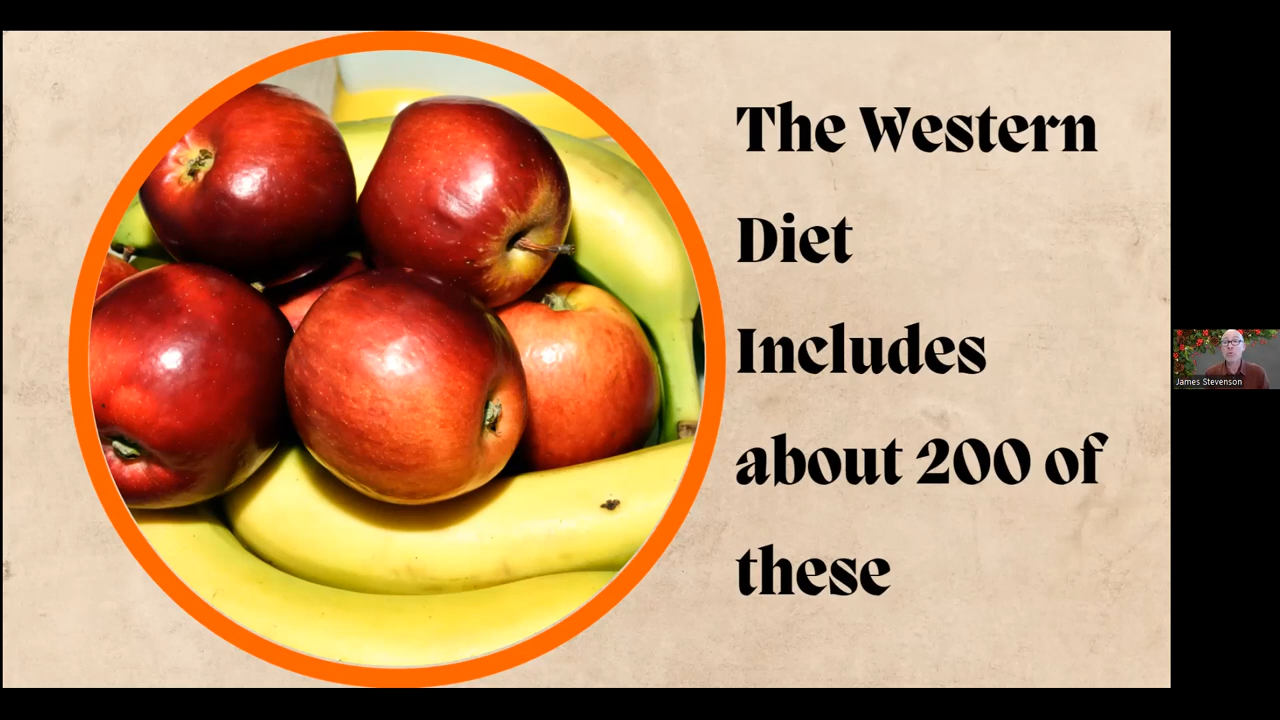 The Western
Diet
Includes
about 200 of
these
James Stevenson